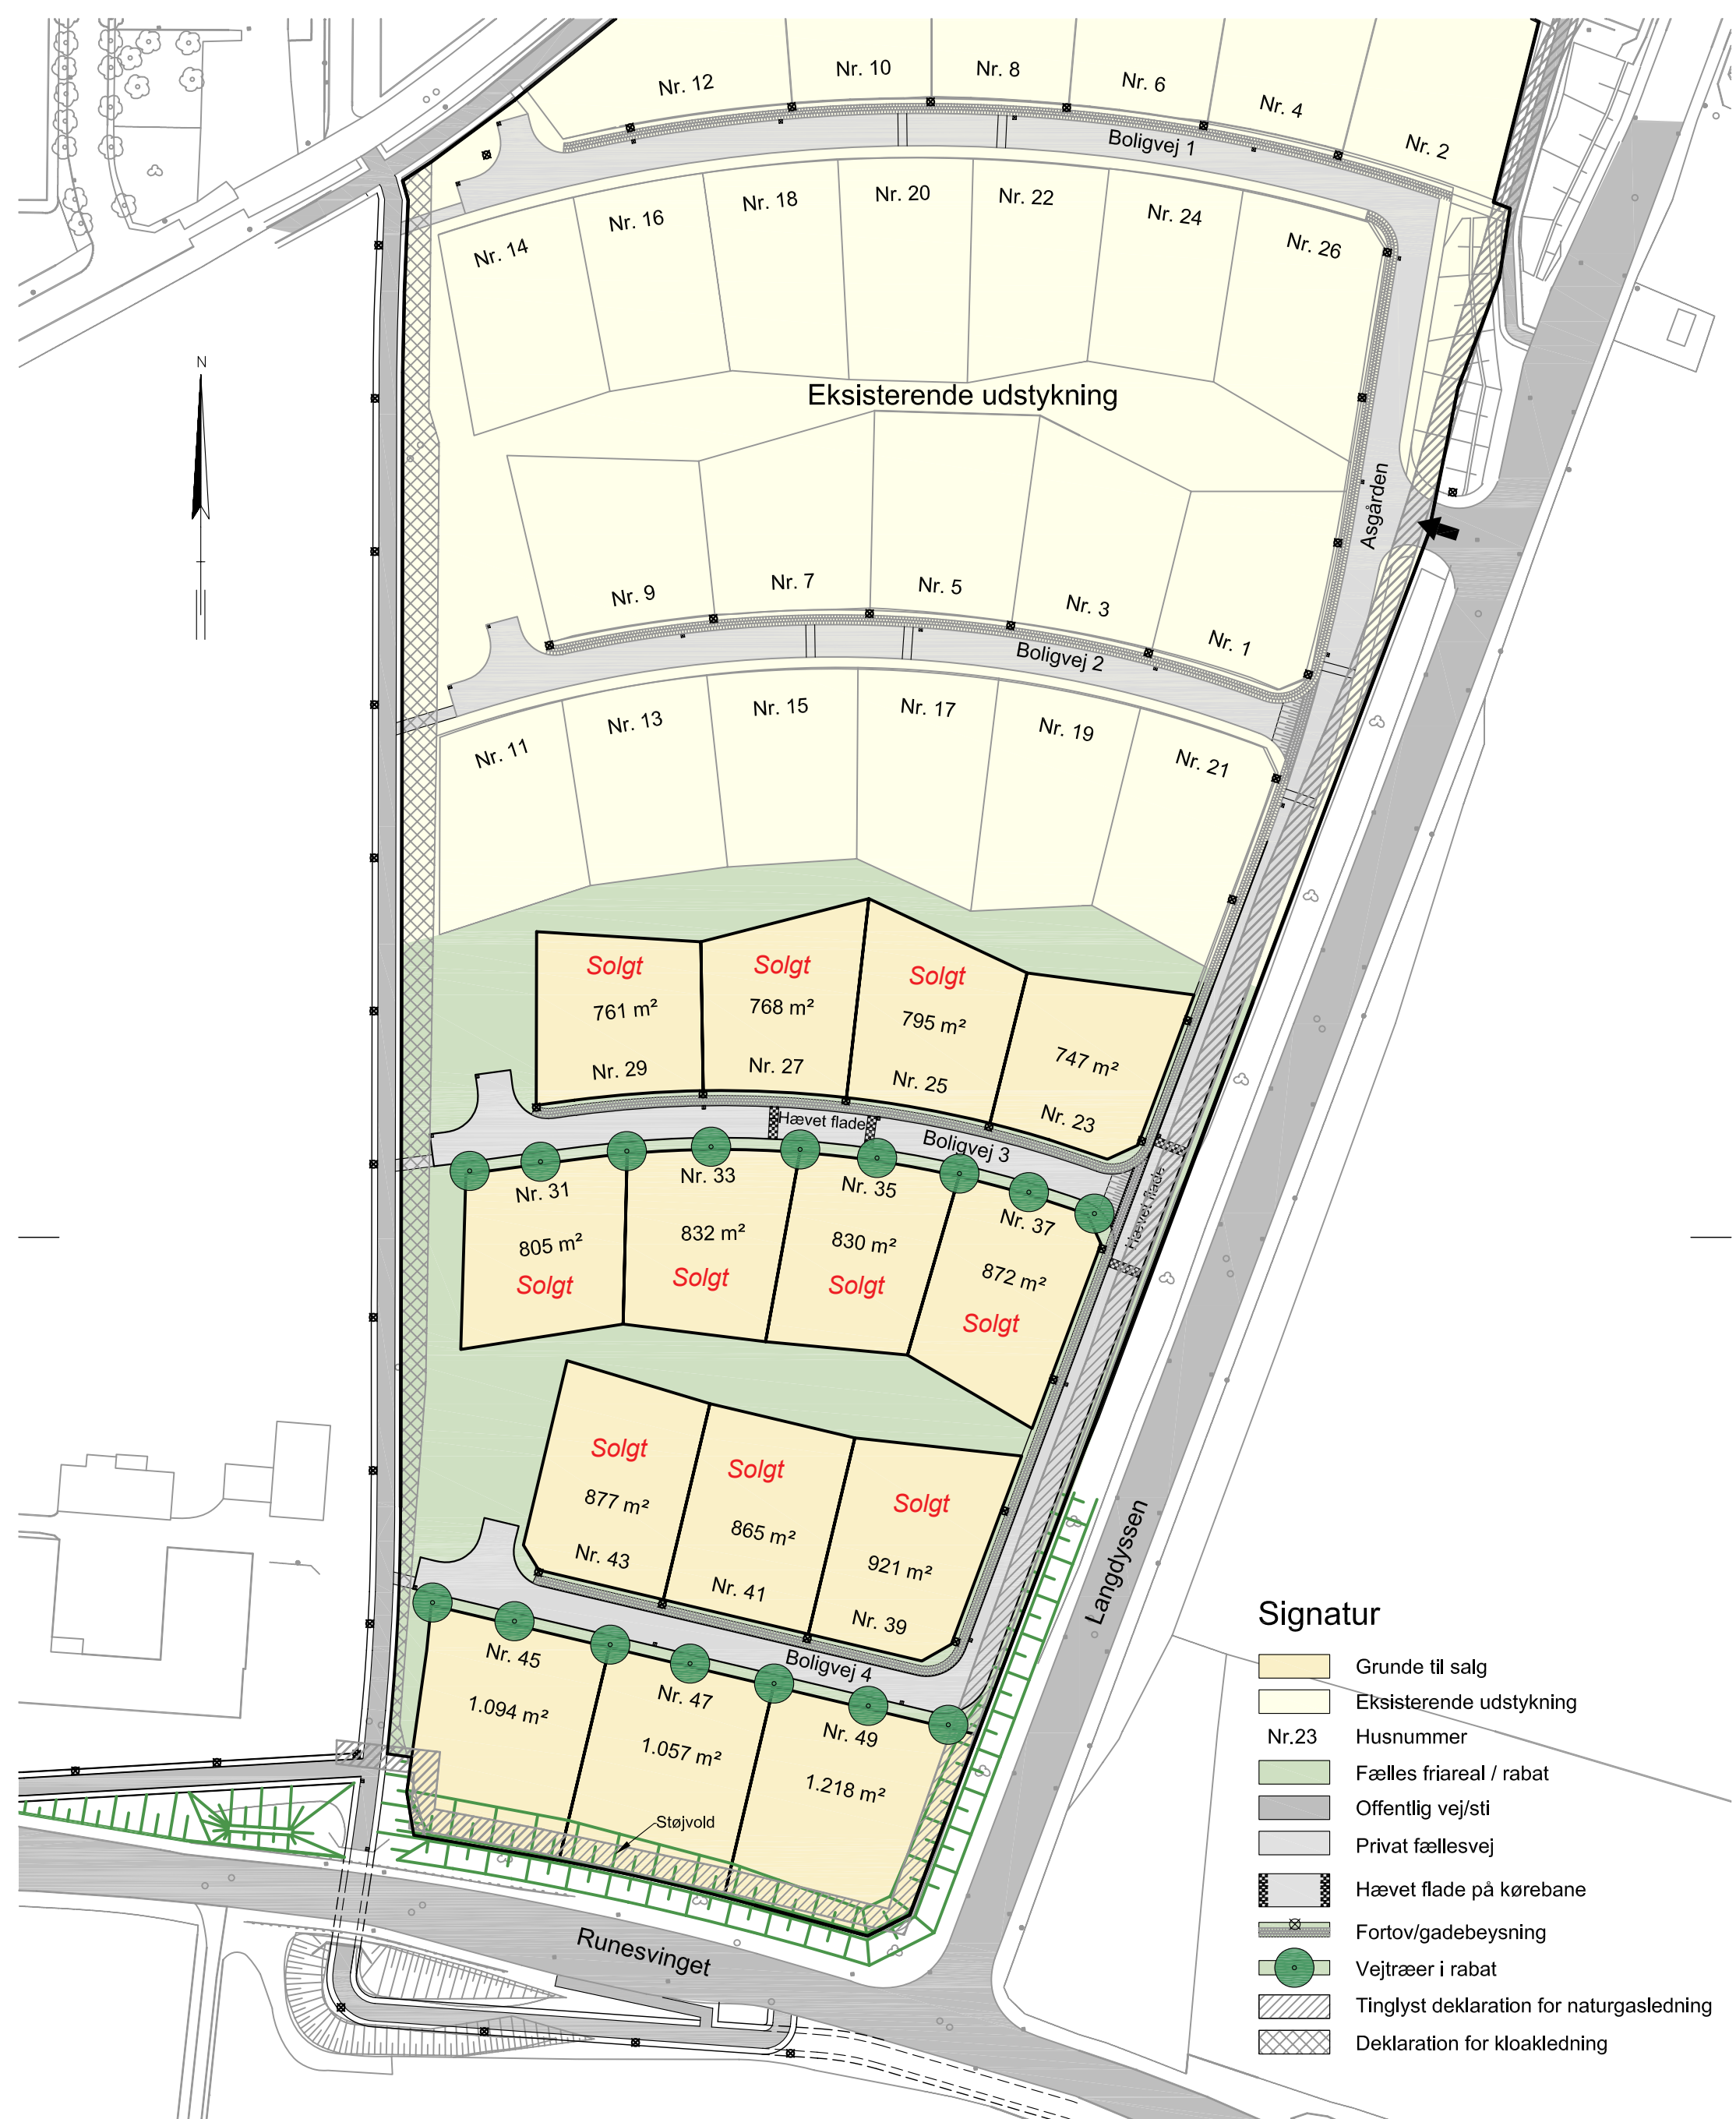 Nr. 12
Nr. 10
Nr. 8
Nr. 6
Nr. 4
Nr. 2
Boligvej 1
Nr. 14
Nr. 16
Nr. 18
Nr. 20
Nr. 22
Nr. 24
Nr. 26
N
Eksisterende udstykning
Asgården
Nr. 9
Nr. 7
Nr. 5
Nr. 3
Nr. 1
Boligvej 2
Nr. 11
Nr. 13
Nr. 15
Nr. 17
Nr. 19
Nr. 21
Solgt
761 m²
Nr. 29
Solgt
768 m²
Nr. 27
Solgt
795 m²
Nr. 25
747 m²
Nr. 23
Hævet flade
Boligvej 3
Hævet flade
Nr. 31
805 m²
Solgt
Nr. 33
832 m²
Solgt
Nr. 35
830 m²
Solgt
Nr. 37
872 m²
Solgt
Solgt
877 m²
Nr. 43
Solgt
865 m²
Nr. 41
Solgt
921 m²
Nr. 39
Boligvej 4
Nr. 45
1.094 m²
Nr. 47
1.057 m²
Nr. 49
1.218 m²
Støjvold
Langdyssen
Runesvinget
Signatur
Grunde til salg
Eksisterende udstykning
Nr.23 Husnummer
Fælles friareal / rabat
Offentlig vej/sti
Privat fællesvej
Hævet flade på kørebane
Fortov/gadebeysning
Vejtræer i rabat
Tinglyst deklaration for naturgasledning
Deklaration for kloakledning